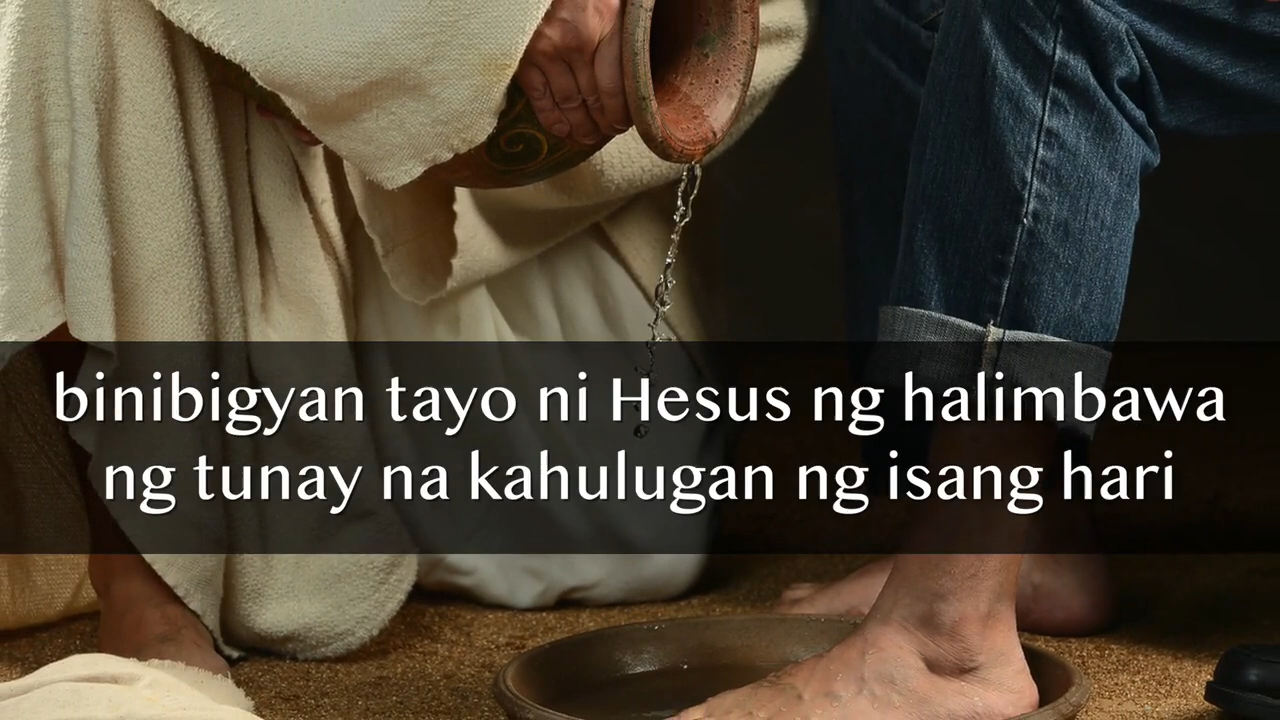 binibigyan tayo ni Hesus ng halimbawa
ng tunay na kahulugan ng isang hari